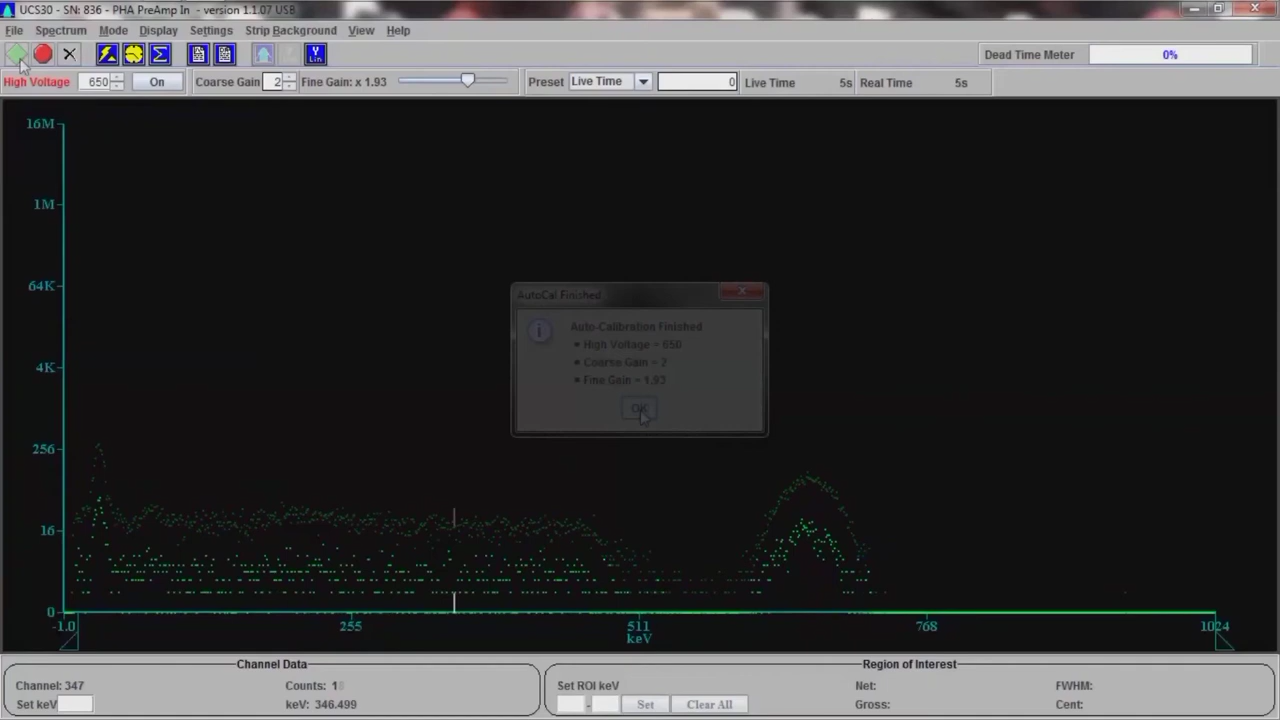 UCS30 - SN: 836 - PHA PreAmp In - version 1.1.07 USB
File Spectrum Mode Display Settings Strip Background View Help
Dead Time Meter 0%
High Voltage 650 On Coarse Gain 2 Fine Gain: x 1.93 Preset Live Time 0 Live Time 5s Real Time 5s
16M
1M
64K
AutoCal Finished
Auto-Calibration Finished
▪ High Voltage = 650
▪ Coarse Gain = 2
▪ Fine Gain = 1.93
OK
4K
256
16
0
-1.0 255 511 768 1024
keV
Channel Data
Channel: 347 Counts:
Set keV keV: 346.499
Region of Interest
Set ROI keV Net: FWHM:
- Set Clear All Gross: Cent: